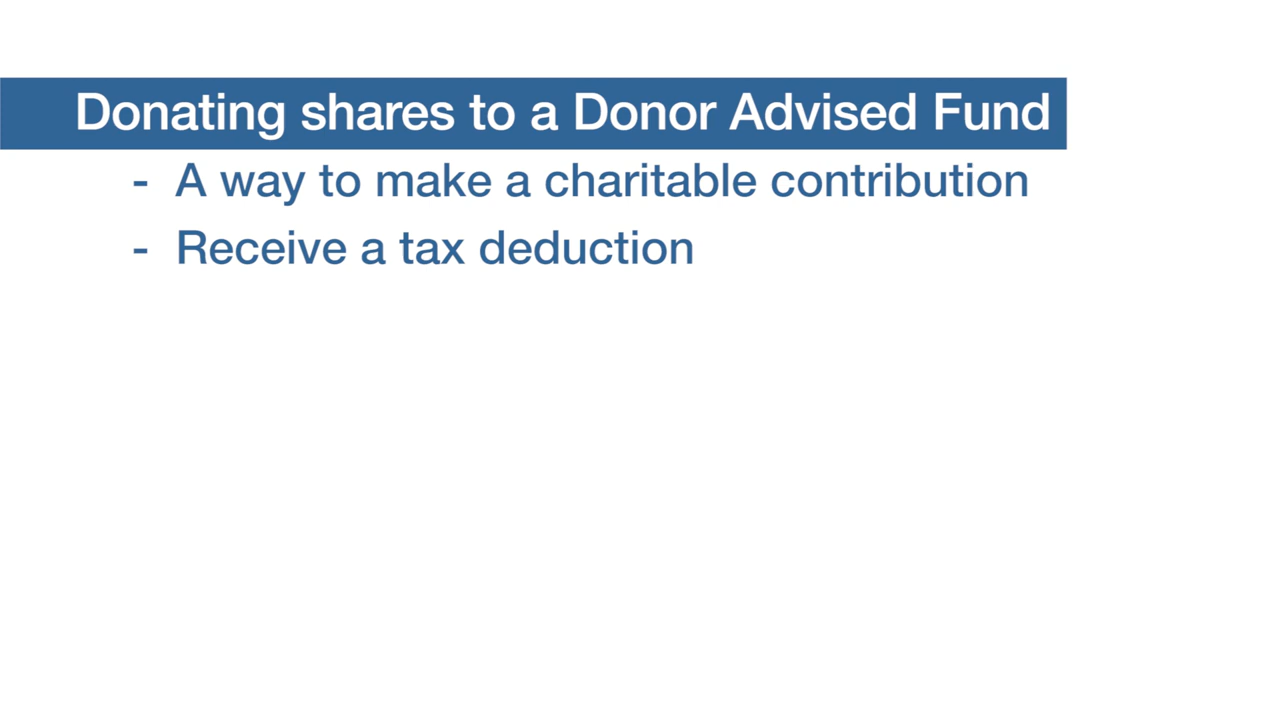 Donating shares to a Donor Advised Fund
- A way to make a charitable contribution
- Receive a tax deduction